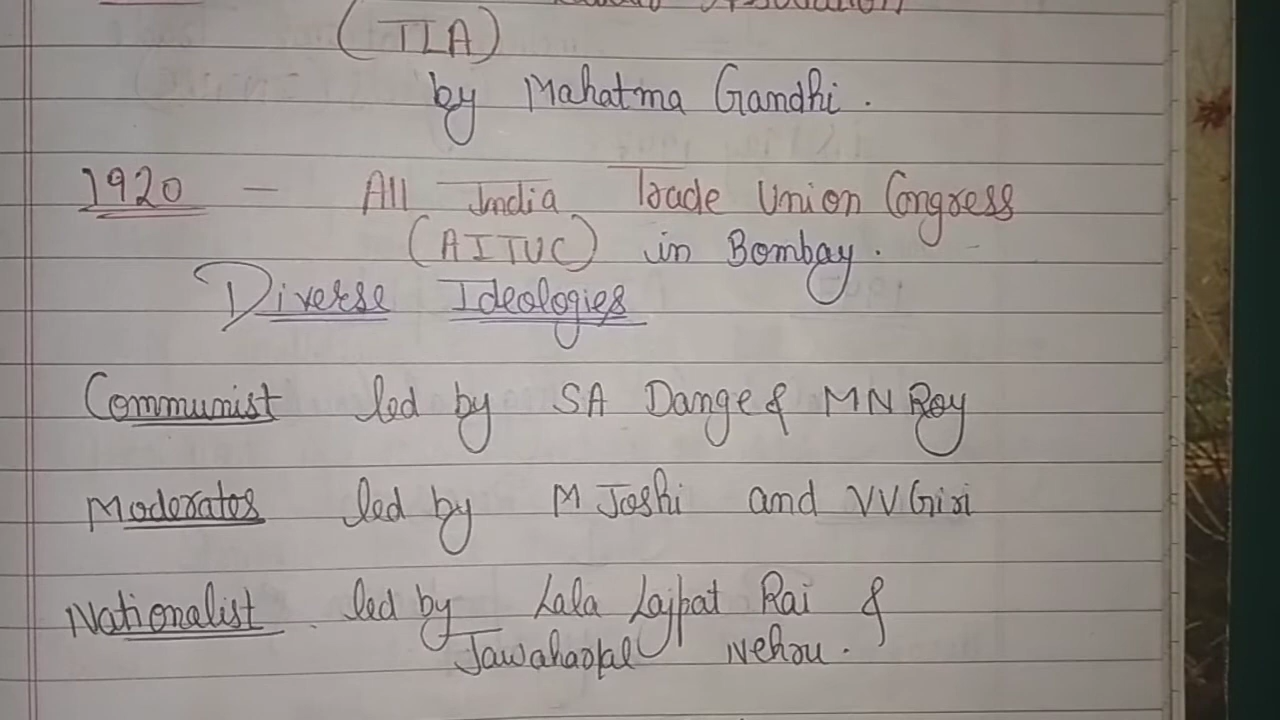 Association
(TLA)
by Mahatma Gandhi.
1920 - All India Trade Union Congress
(AITUC) in Bombay.
Diverse Ideologies
Communist led by SA Dange & MN Roy
Moderates led by M Joshi and VV Giri
Nationalist led by Lala Lajpat Rai &
Jawaharlal Nehru.